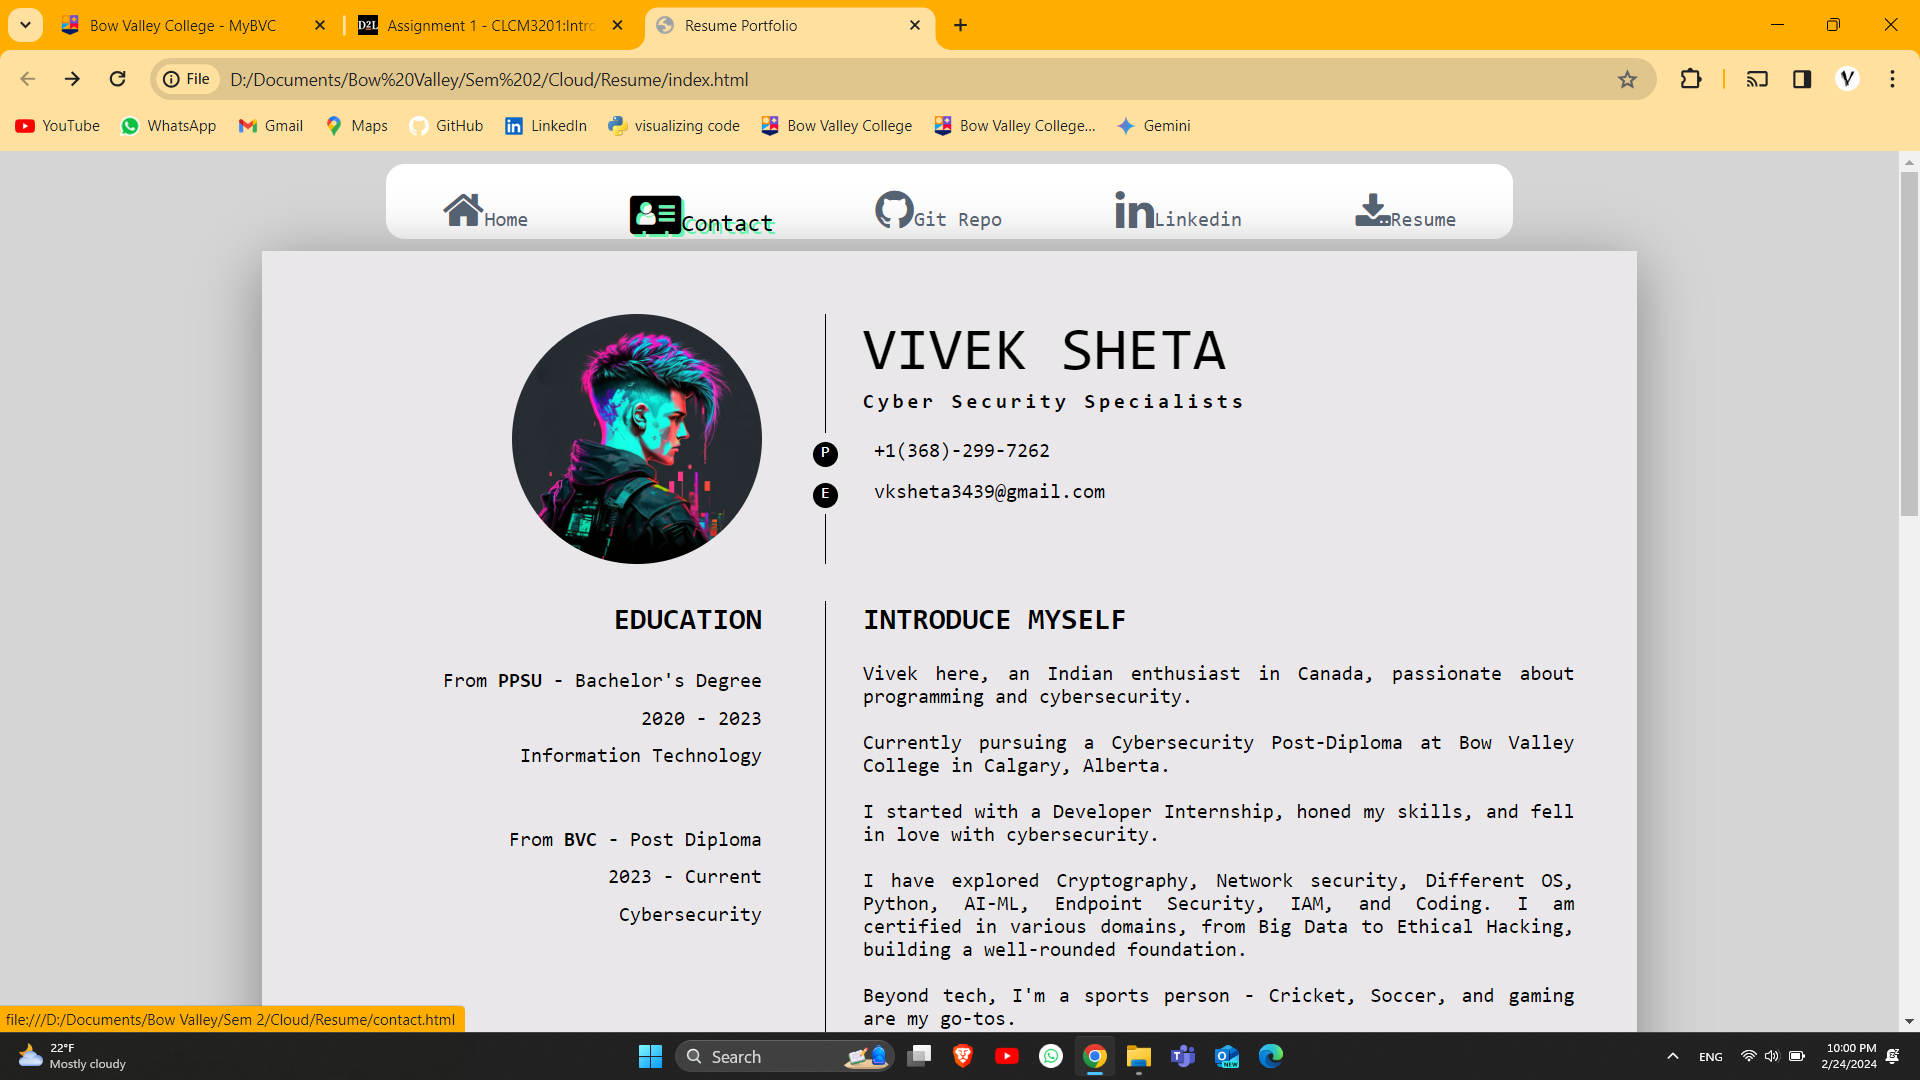 Bow Valley College - MyBVC
D2L Assignment 1 - CLCM3201:Intro
Resume Portfolio
File D:/Documents/Bow%20Valley/Sem%202/Cloud/Resume/index.html
V
YouTube WhatsApp Gmail Maps GitHub LinkedIn visualizing code Bow Valley College Bow Valley College... Gemini
Home Contact Git Repo Linkedin Resume
VIVEK SHETA
Cyber Security Specialists
P +1(368)-299-7262
E vksheta3439@gmail.com
EDUCATION
From PPSU - Bachelor's Degree
2020 - 2023
Information Technology
From BVC - Post Diploma
2023 - Current
Cybersecurity
INTRODUCE MYSELF
Vivek here, an Indian enthusiast in Canada, passionate about
programming and cybersecurity.
Currently pursuing a Cybersecurity Post-Diploma at Bow Valley
College in Calgary, Alberta.
I started with a Developer Internship, honed my skills, and fell
in love with cybersecurity.
I have explored Cryptography, Network security, Different OS,
Python, AI-ML, Endpoint Security, IAM, and Coding. I am
certified in various domains, from Big Data to Ethical Hacking,
building a well-rounded foundation.
Beyond tech, I'm a sports person - Cricket, Soccer, and gaming
are my go-tos.
file:///D:/Documents/Bow Valley/Sem 2/Cloud/Resume/contact.html
22°F
Mostly cloudy
Search
NEW
ENG
10:00 PM
2/24/2024